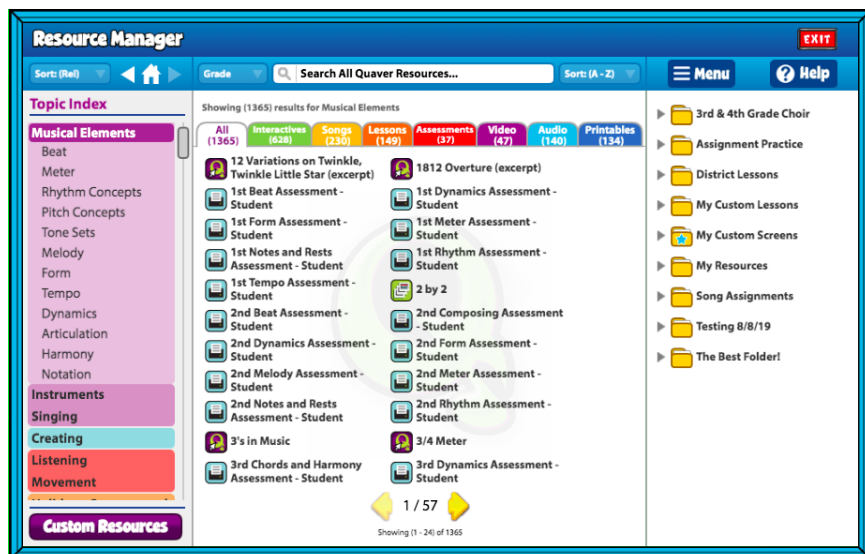 Resource Manager
EXIT
Sort: (Rel)
Grade
Search All Quaver Resources...
Sort: (A - Z)
Menu
? Help
Topic Index
Musical Elements
Beat
Meter
Rhythm Concepts
Pitch Concepts
Tone Sets
Melody
Form
Tempo
Dynamics
Articulation
Harmony
Notation
Instruments
Singing
Creating
Listening
Movement
Custom Resources
Showing (1365) results for Musical Elements
All
(1365)
Interactives
(628)
Songs
(230)
Lessons
(149)
Assessments
(37)
Video
(47)
Audio
(140)
Printables
(134)
12 Variations on Twinkle,
Twinkle Little Star (excerpt)
1812 Overture (excerpt)
1st Beat Assessment -
Student
1st Dynamics Assessment -
Student
1st Form Assessment -
Student
1st Meter Assessment -
Student
1st Notes and Rests
Assessment - Student
1st Rhythm Assessment -
Student
1st Tempo Assessment -
Student
2 by 2
2nd Beat Assessment -
Student
2nd Composing Assessment
- Student
2nd Dynamics Assessment -
Student
2nd Form Assessment -
Student
2nd Melody Assessment -
Student
2nd Meter Assessment -
Student
2nd Notes and Rests
Assessment - Student
2nd Rhythm Assessment -
Student
3's in Music
3/4 Meter
3rd Chords and Harmony
Assessment - Student
3rd Dynamics Assessment -
Student
1 / 57
Showing (1 - 24) of 1365
3rd & 4th Grade Choir
Assignment Practice
District Lessons
My Custom Lessons
My Custom Screens
My Resources
Song Assignments
Testing 8/8/19
The Best Folder!